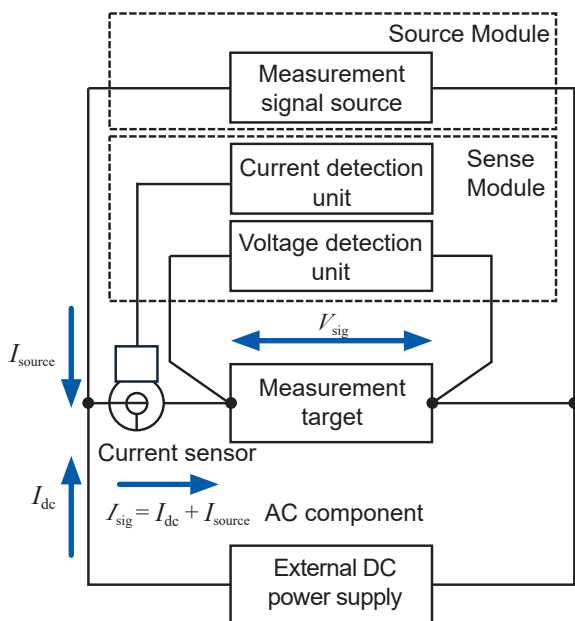 Source Module
Measurement
signal source
Sense
Module
Current detection
unit
Voltage detection
unit
Vsig
Isource
Measurement
target
Current sensor
Idc
Isig = Idc + Isource AC component
External DC
power supply